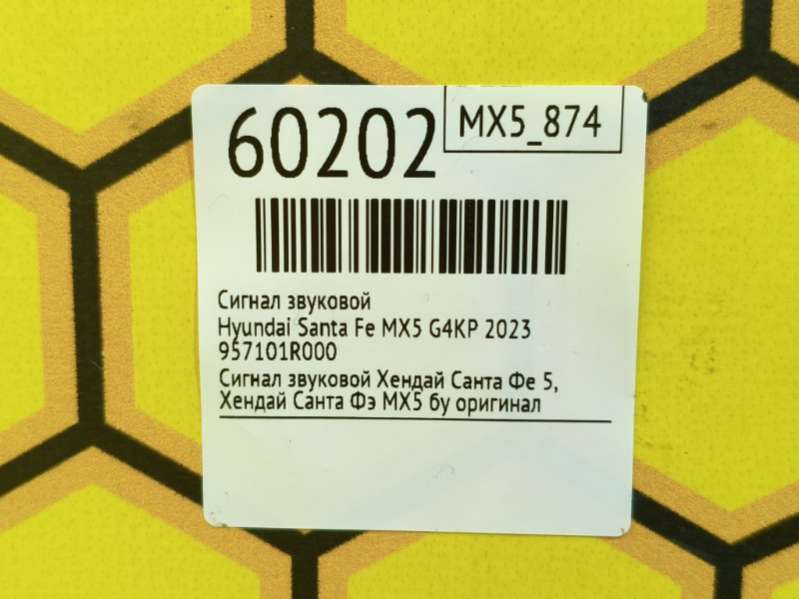 60202
MX5_874
Сигнал звуковой
Hyundai Santa Fe MX5 G4KP 2023
957101R000
Сигнал звуковой Хендай Санта Фе 5,
Хендай Санта Фэ МХ5 бу оригинал